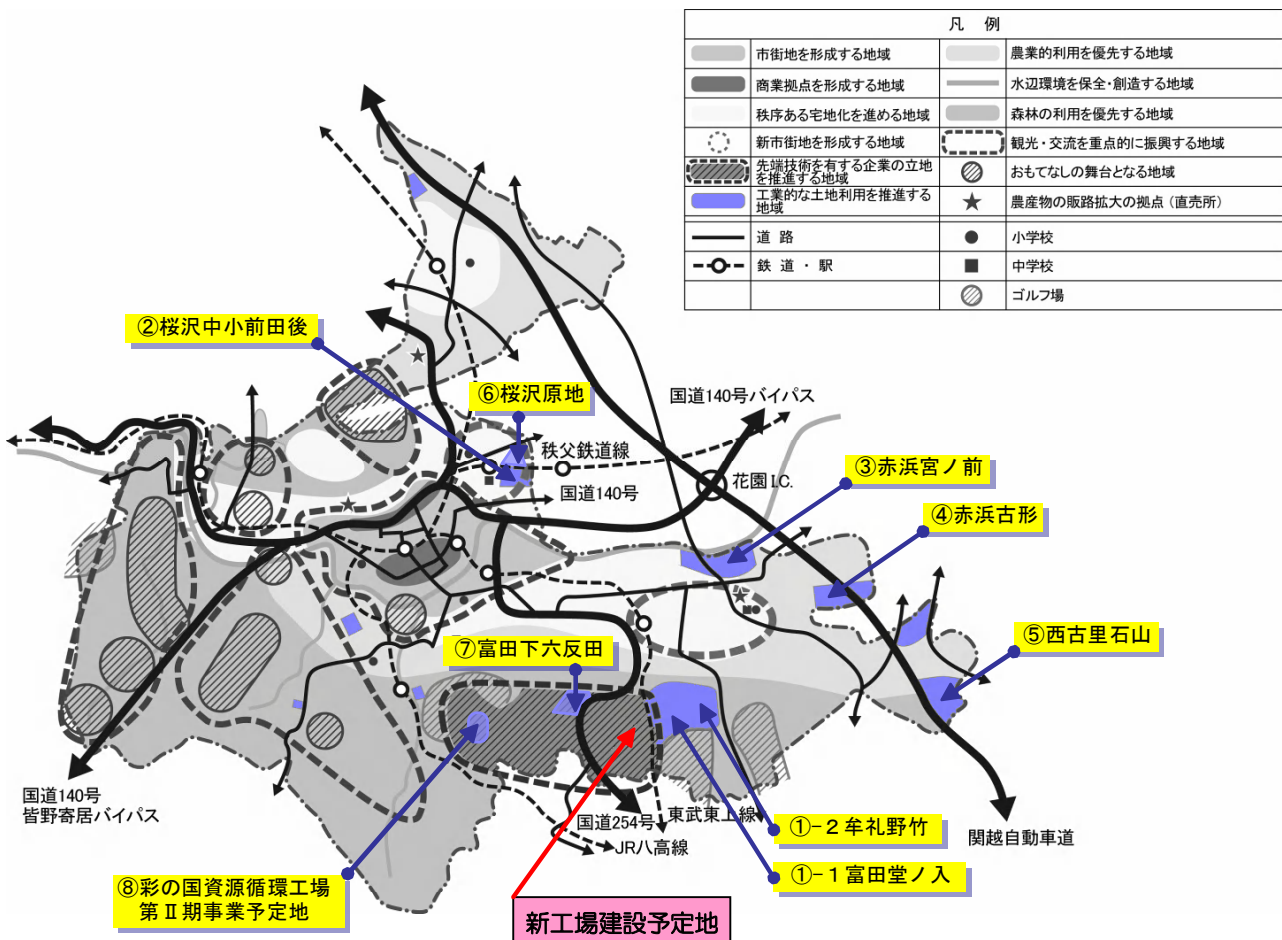 凡 例
市街地を形成する地域
農業的利用を優先する地域
商業拠点を形成する地域
水辺環境を保全・創造する地域
秩序ある宅地化を進める地域
森林の利用を優先する地域
新市街地を形成する地域
観光・交流を重点的に振興する地域
先端技術を有する企業の立地
を推進する地域
おもてなしの舞台となる地域
工業的な土地利用を推進する
地域
農産物の販路拡大の拠点（直売所）
道 路
小学校
鉄 道 ・ 駅
中学校
ゴルフ場
②桜沢中小前田後
⑥桜沢原地
国道140号バイパス
秩父鉄道線
花園I.C.
③赤浜宮ノ前
国道140号
④赤浜古形
⑤西古里石山
⑦富田下六反田
国道140号
皆野寄居バイパス
国道254号
東武東上線
JR八高線
①-２牟礼野竹
関越自動車道
①-１富田堂ノ入
⑧彩の国資源循環工場
第Ⅱ期事業予定地
新工場建設予定地